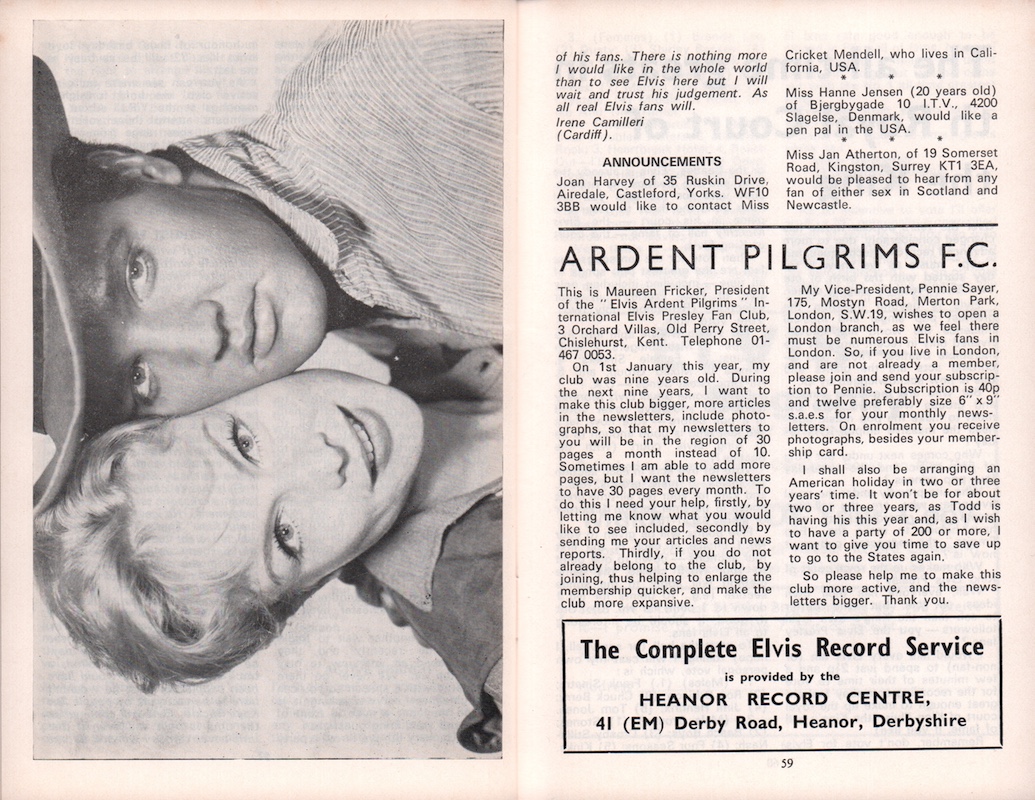 of his fans. There is nothing more
I would like in the whole world
than to see Elvis here but I will
wait and trust his judgement. As
all real Elvis fans will.
Irene Camilleri
(Cardiff).
ANNOUNCEMENTS
Joan Harvey of 35 Ruskin Drive,
Airedale, Castleford, Yorks. WF10
3BB would like to contact Miss
Cricket Mendell, who lives in Cali-
fornia, USA.
* * *
Miss Hanne Jensen (20 years old)
of Bjergbygade 10 I.T.V., 4200
Slagelse, Denmark, would like a
pen pal in the USA.
* * *
Miss Jan Atherton, of 19 Somerset
Road, Kingston, Surrey KT1 3EA,
would be pleased to hear from any
fan of either sex in Scotland and
Newcastle.
ARDENT PILGRIMS F.C.
This is Maureen Fricker, President
of the "Elvis Ardent Pilgrims" In-
ternational Elvis Presley Fan Club,
3 Orchard Villas, Old Perry Street,
Chislehurst, Kent. Telephone 01-
467 0053.
On 1st January this year, my
club was nine years old. During
the next nine years, I want to
make this club bigger, more articles
in the newsletters, include photo-
graphs, so that my newsletters to
you will be in the region of 30
pages a month instead of 10.
Sometimes I am able to add more
pages, but I want the newsletters
to have 30 pages every month. To
do this I need your help, firstly, by
letting me know what you would
like to see included, secondly by
sending me your articles and news
reports. Thirdly, if you do not
already belong to the club, by
joining, thus helping to enlarge the
membership quicker, and make the
club more expansive.
My Vice-President, Pennie Sayer,
175, Mostyn Road, Merton Park,
London, S.W.19, wishes to open a
London branch, as we feel there
must be numerous Elvis fans in
London. So, if you live in London,
and are not already a member,
please join and send your subscrip-
tion to Pennie. Subscription is 40p
and twelve preferably size 6" x 9"
s.a.e.s for your monthly news-
letters. On enrolment you receive
photographs, besides your member-
ship card.
I shall also be arranging an
American holiday in two or three
years' time. It won't be for about
two or three years, as Todd is
having his this year and, as I wish
to have a party of 200 or more, I
want to give you time to save up
to go to the States again.
So please help me to make this
club more active, and the news-
letters bigger. Thank you.
The Complete Elvis Record Service
is provided by the
HEANOR RECORD CENTRE,
41 (EM) Derby Road, Heanor, Derbyshire
59